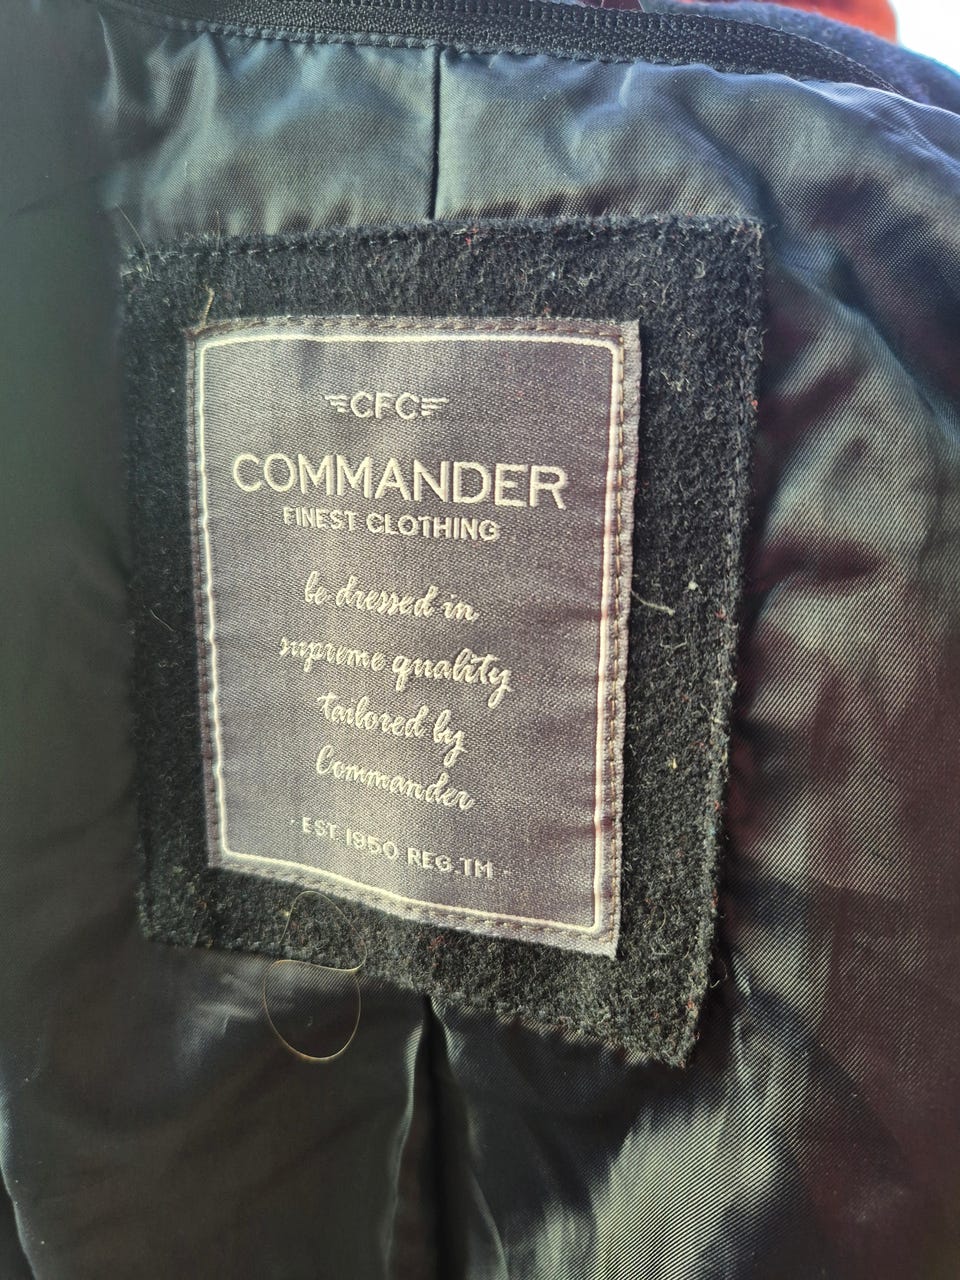 CFC
COMMANDER
FINEST CLOTHING
be dressed in
supreme quality
tailored by
Commander
· EST 1950 REG.TM ·